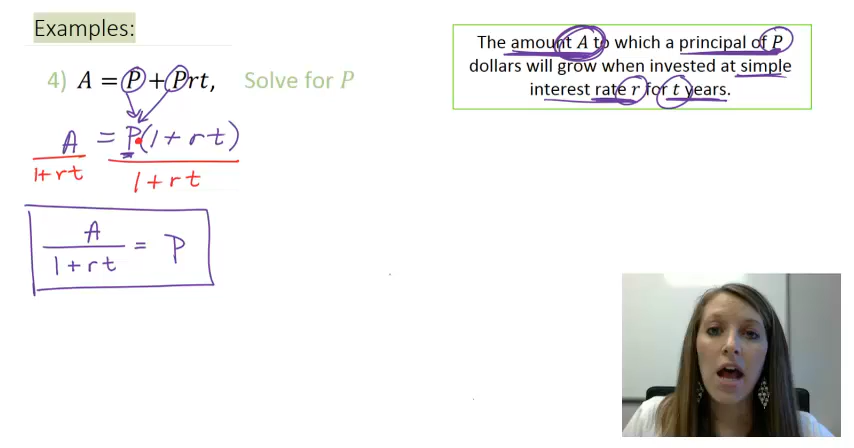 Examples:
4) A = P + Prt, Solve for P
A = P(1 + rt)
1+rt 1+rt
A
1+rt = P
The amount A to which a principal of P
dollars will grow when invested at simple
interest rate r for t years.